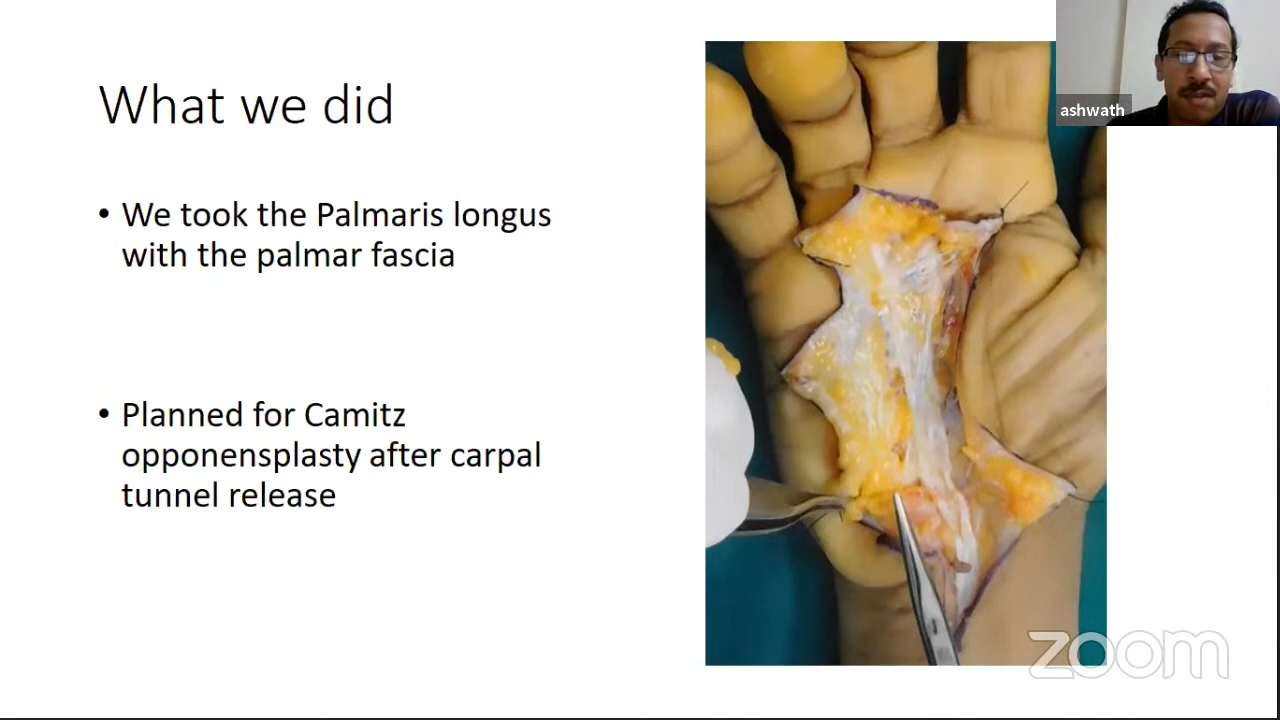 What we did
• We took the Palmaris longus
with the palmar fascia
• Planned for Camitz
opponensplasty after carpal
tunnel release
ashwath
zoom